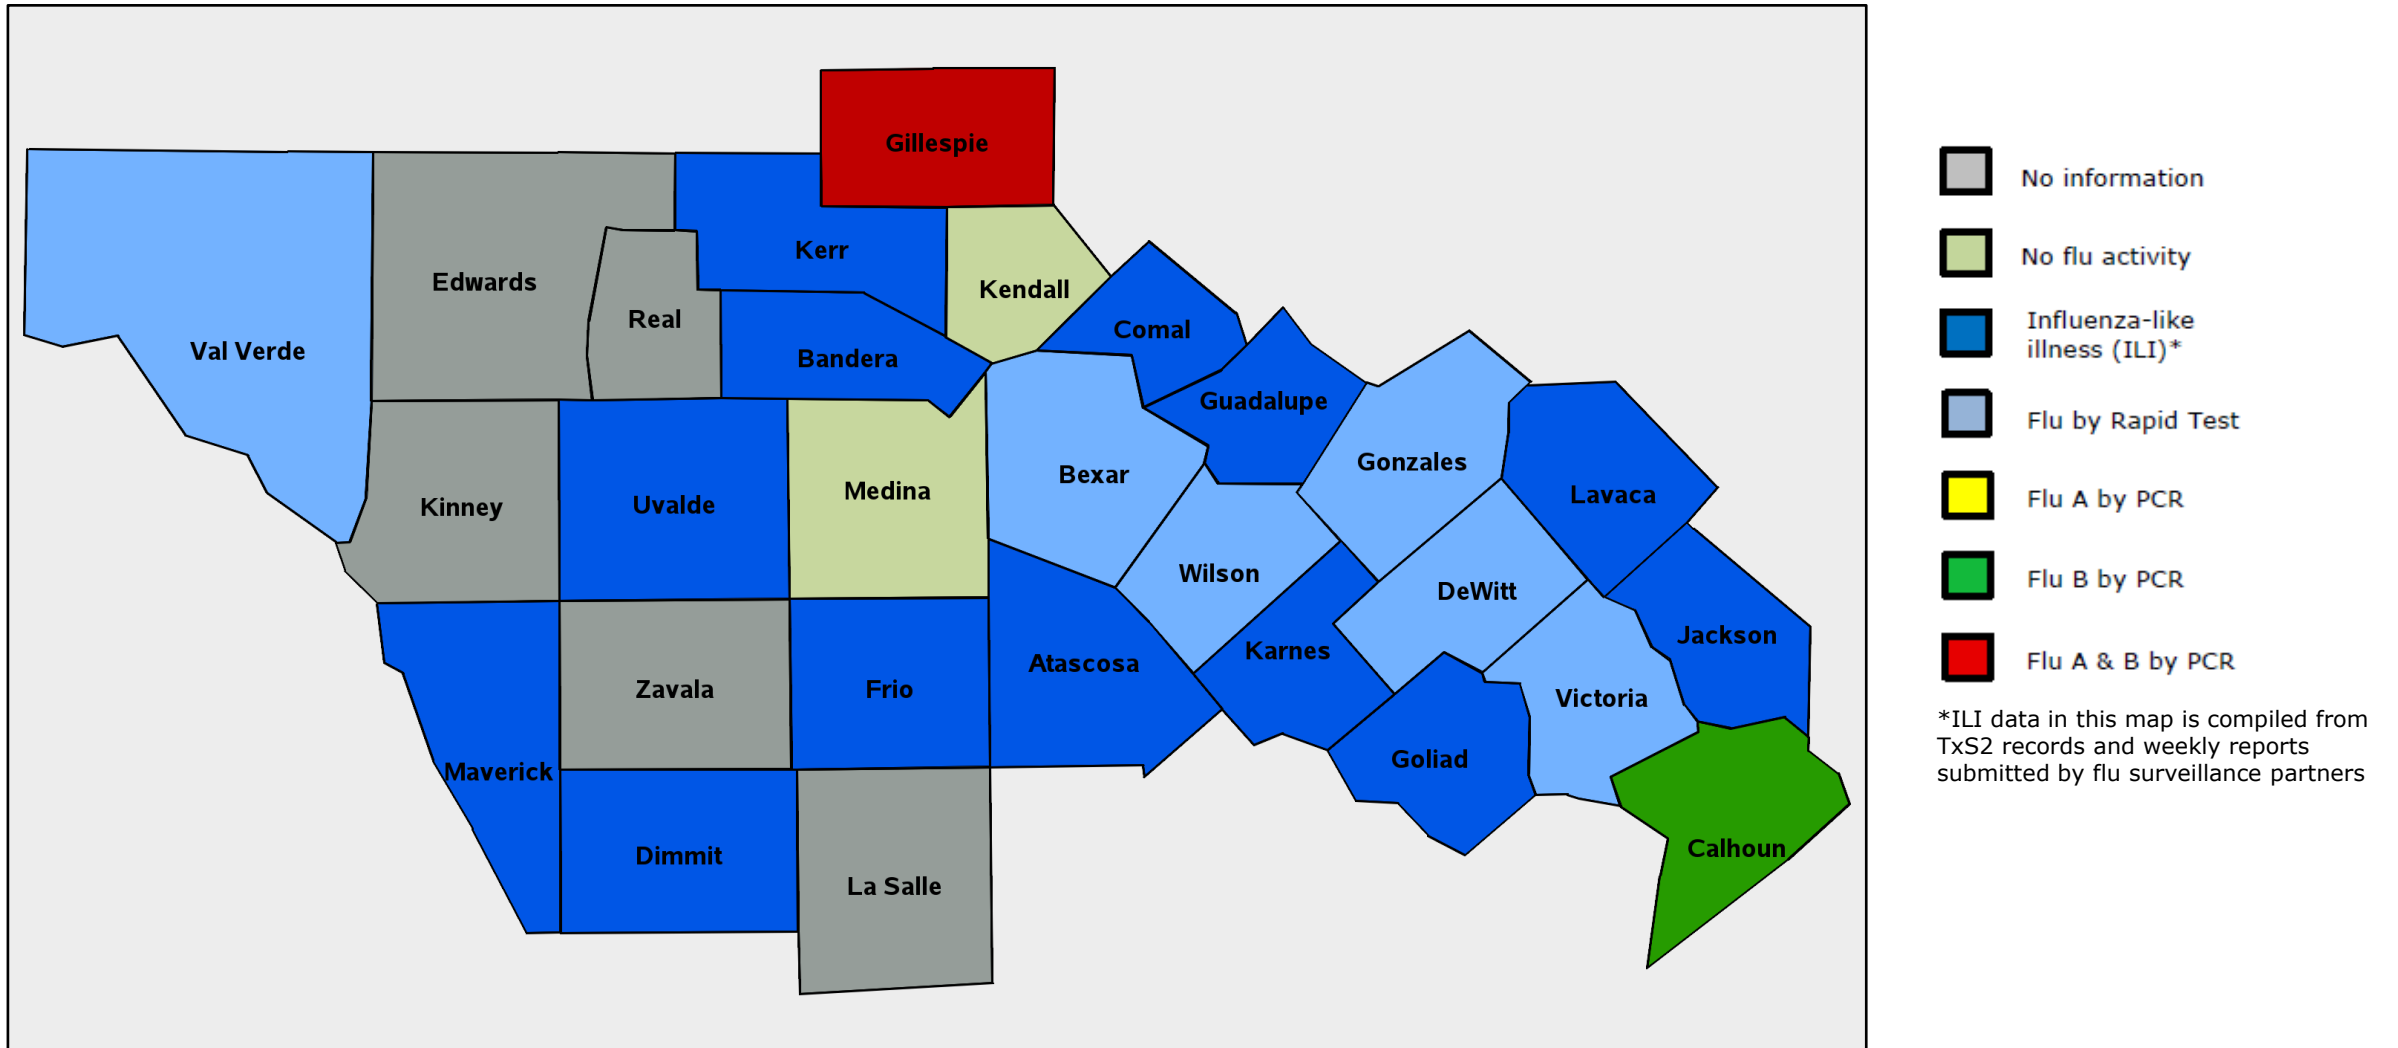 Gillespie
Kerr
Edwards
Kendall
Real
Comal
Val Verde
Bandera
Guadalupe
Gonzales
Bexar
Medina
Lavaca
Uvalde
Kinney
Wilson
DeWitt
Jackson
Karnes
Atascosa
Zavala
Frio
Victoria
Goliad
Maverick
Calhoun
Dimmit
La Salle
No information
No flu activity
Influenza-like
illness (ILI)*
Flu by Rapid Test
Flu A by PCR
Flu B by PCR
Flu A & B by PCR
*ILI data in this map is compiled from
TxS2 records and weekly reports
submitted by flu surveillance partners